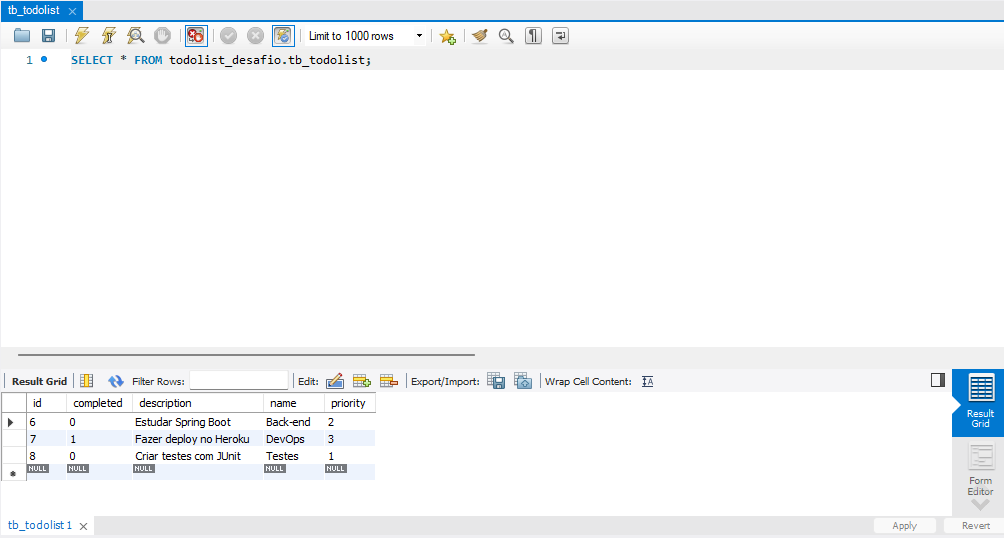 tb_todolist
Limit to 1000 rows
1 SELECT * FROM todolist_desafio.tb_todolist;
Result Grid Filter Rows: Edit: Export/Import: Wrap Cell Content:
id completed description name priority
6 0 Estudar Spring Boot Back-end 2
7 1 Fazer deploy no Heroku DevOps 3
8 0 Criar testes com JUnit Testes 1
NULL NULL NULL NULL NULL
Result
Grid
Form
Editor
tb_todolist 1
Apply Revert